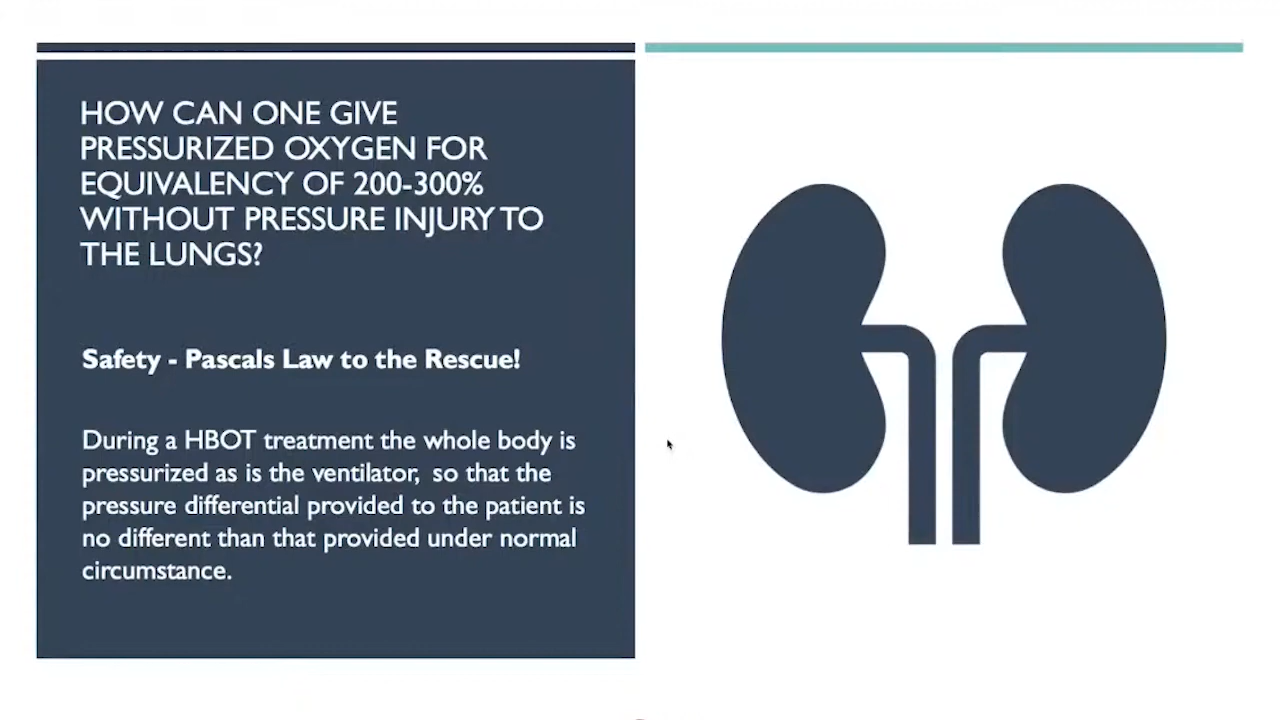 HOW CAN ONE GIVE
PRESSURIZED OXYGEN FOR
EQUIVALENCY OF 200-300%
WITHOUT PRESSURE INJURY TO
THE LUNGS?
Safety - Pascals Law to the Rescue!
During a HBOT treatment the whole body is
pressurized as is the ventilator, so that the
pressure differential provided to the patient is
no different than that provided under normal
circumstance.